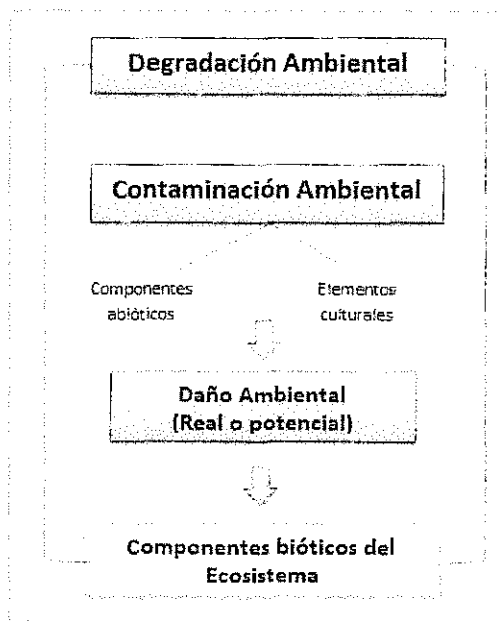 Degradación Ambiental
Contaminación Ambiental
Componentes
abióticos
Elementos
culturales
Daño Ambiental
(Real o potencial)
Componentes bióticos del
Ecosistema